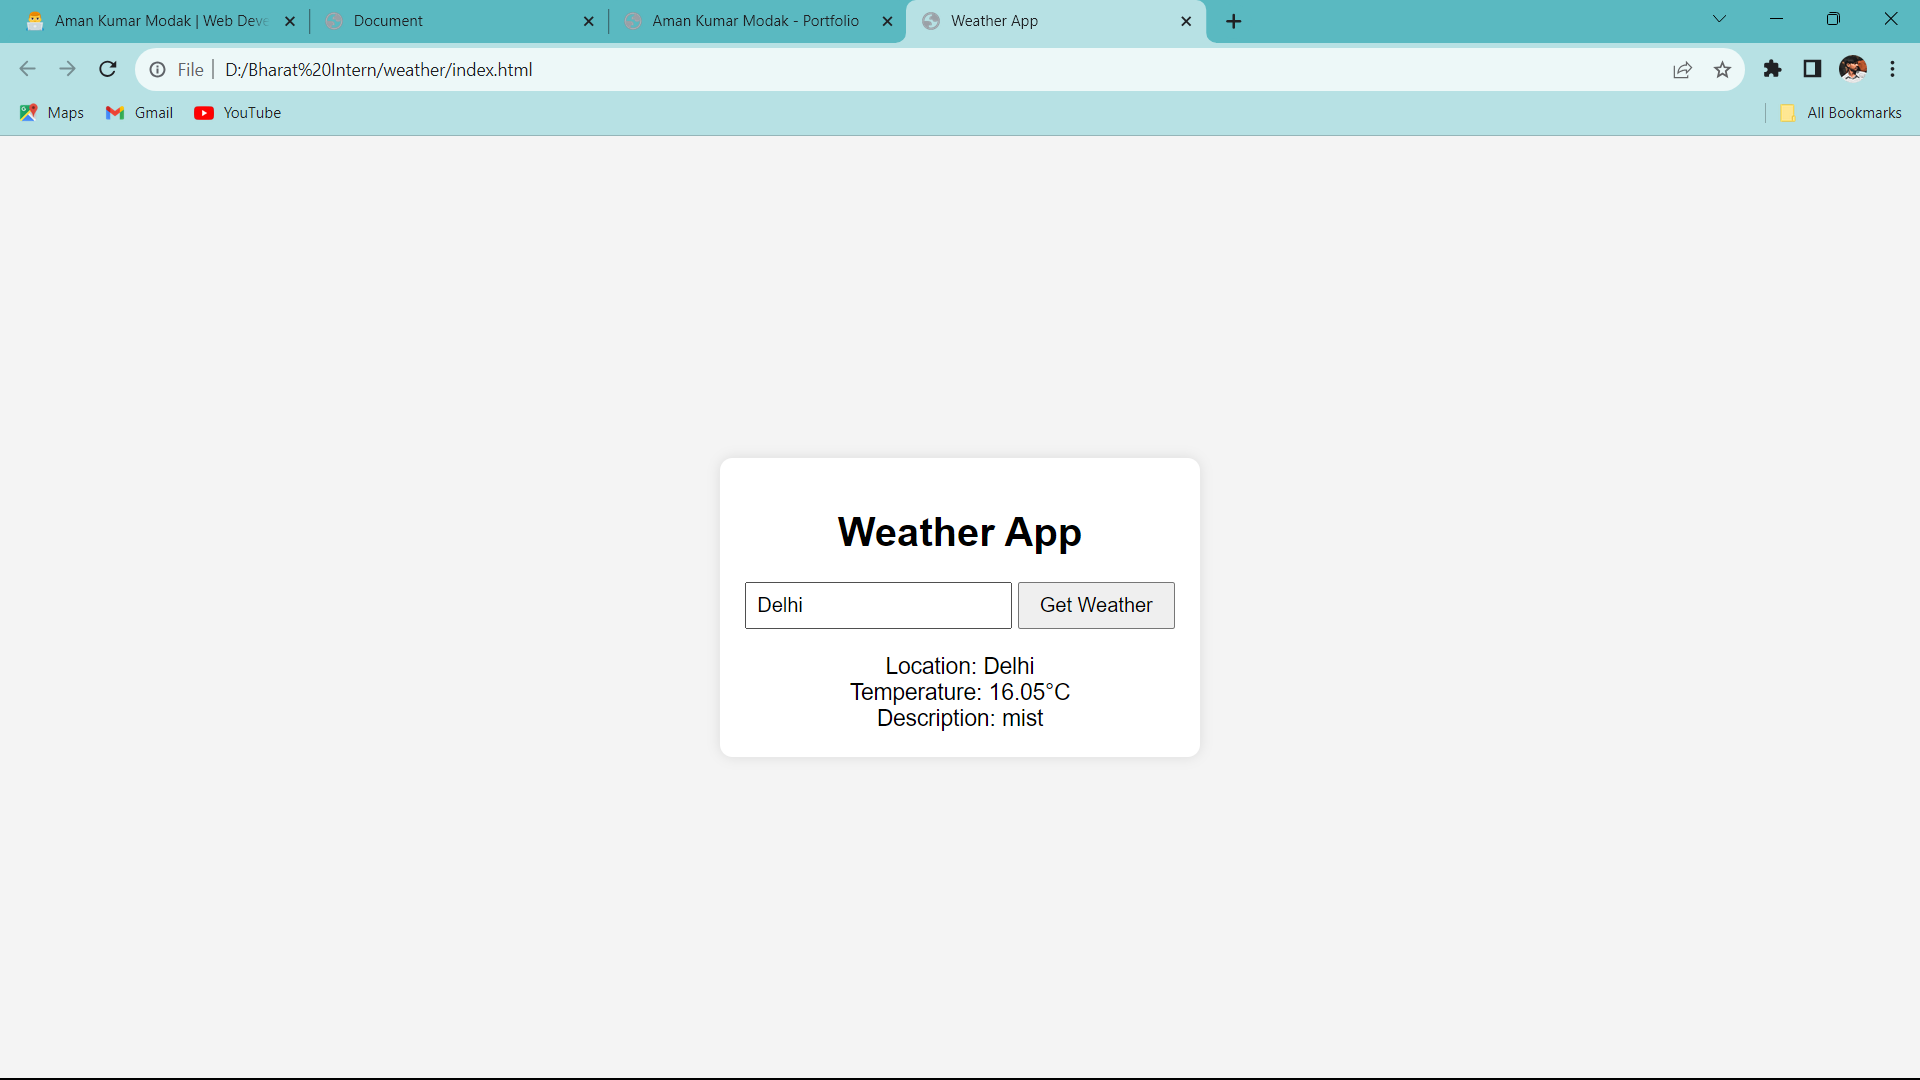 Aman Kumar Modak | Web Deve
Document
Aman Kumar Modak - Portfolio
Weather App
File
D:/Bharat%20Intern/weather/index.html
Maps
Gmail
YouTube
All Bookmarks
Weather App
Delhi
Get Weather
Location: Delhi
Temperature: 16.05°C
Description: mist